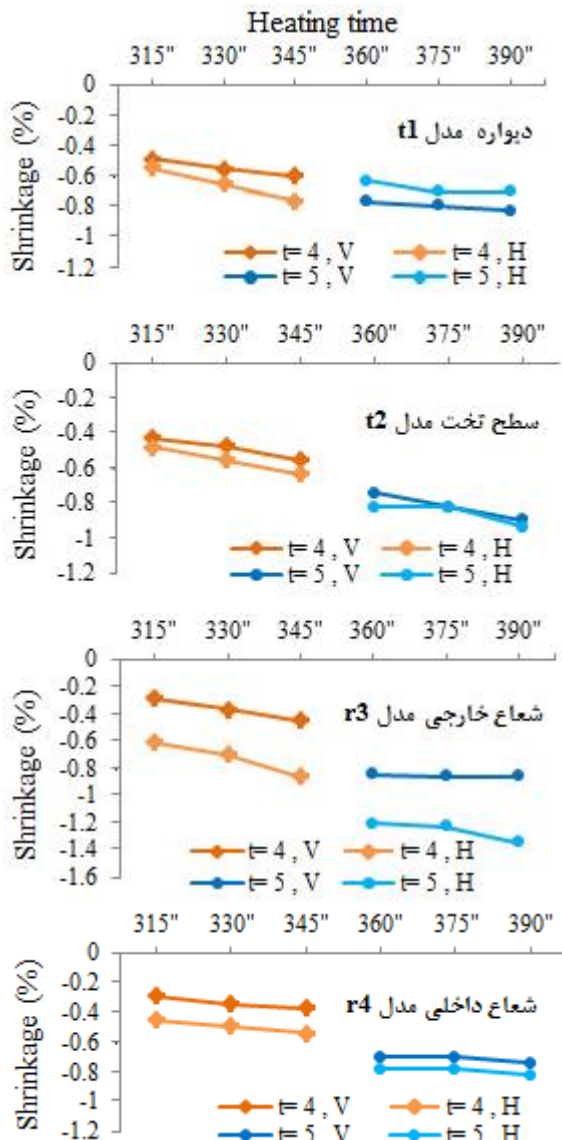 Heating time
315" 330" 345" 360" 375" 390"
Shrinkage (%)
0
-0.2
-0.4
-0.6
-0.8
-1
-1.2
دیواره مدل t1
t= 4 , V t= 4 , H
t= 5 , V t= 5 , H
315" 330" 345" 360" 375" 390"
Shrinkage (%)
0
-0.2
-0.4
-0.6
-0.8
-1
-1.2
سطح تخت مدل t2
t= 4 , V t= 4 , H
t= 5 , V t= 5 , H
315" 330" 345" 360" 375" 390"
Shrinkage (%)
0
-0.2
-0.4
-0.6
-0.8
-1
-1.2
-1.4
-1.6
شعاع خارجی مدل r3
t= 4 , V t= 4 , H
t= 5 , V t= 5 , H
315" 330" 345" 360" 375" 390"
Shrinkage (%)
0
-0.2
-0.4
-0.6
-0.8
-1
-1.2
شعاع داخلی مدل r4
t= 4 , V t= 4 , H
t= 5 , V t= 5 , H